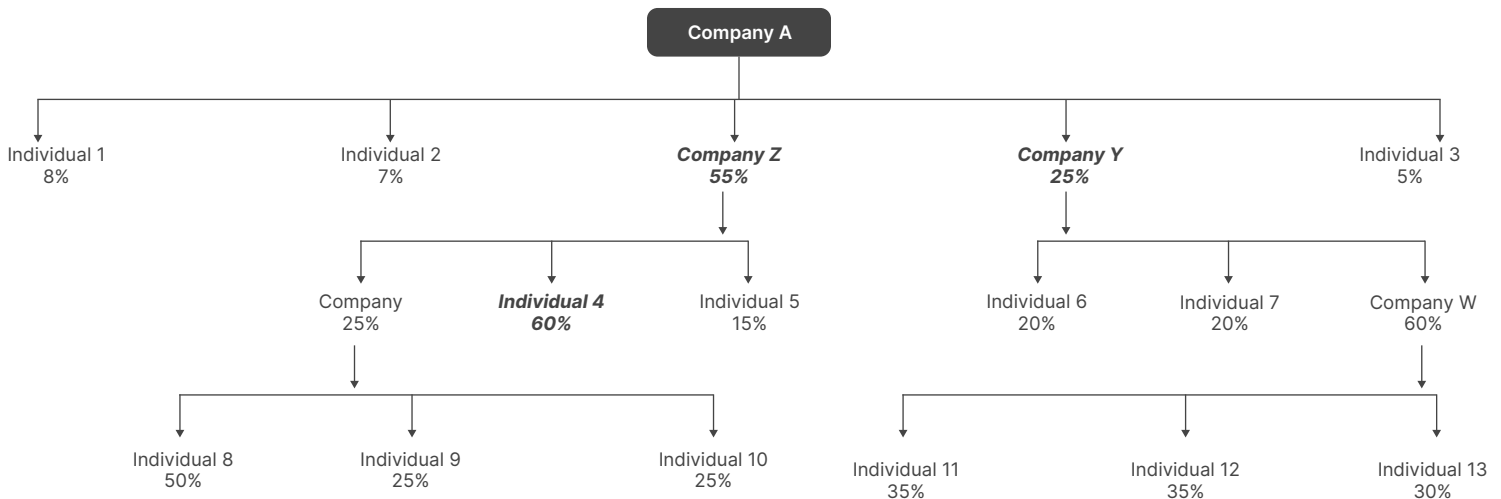 Company A
Individual 1
8%
Individual 2
7%
Company Z
55%
Company Y
25%
Individual 3
5%
Company
25%
Individual 4
60%
Individual 5
15%
Individual 6
20%
Individual 7
20%
Company W
60%
Individual 8
50%
Individual 9
25%
Individual 10
25%
Individual 11
35%
Individual 12
35%
Individual 13
30%